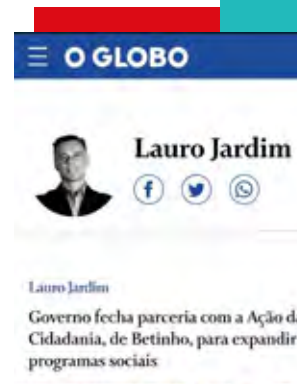 O GLOBO
Lauro Jardim
Lauro Jardim
Governo fecha parceria com a Ação da
Cidadania, de Betinho, para expandir
programas sociais